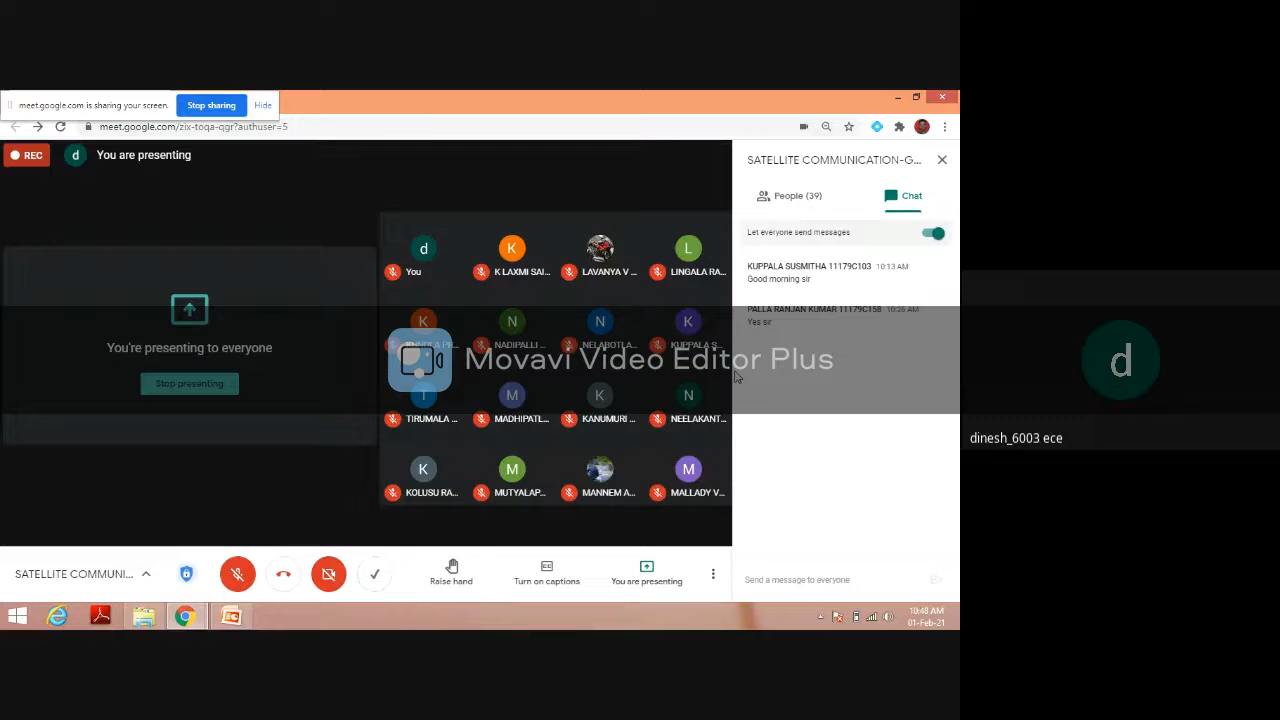 meet.google.com is sharing your screen.
Stop sharing
Hide
meet.google.com/zix-toqa-qgr?authuser=5
REC
d
You are presenting
SATELLITE COMMUNICATION-G...
People (39)
Chat
Let everyone send messages
KUPPALA SUSMITHA 11179C103 10:13 AM
Good morning sir
PALLA RANJAN KUMAR 11179C158 10:26 AM
Yes sir
You're presenting to everyone
Stop presenting
d
K
L
You
K LAXMI SAI...
LAVANYA V ...
LINGALA RA...
K
N
N
K
NADIPALLI ...
NELABOTLA...
KUPPALA S...
Movavi Video Editor Plus
T
M
K
N
TIRUMALA ...
MADHIPATL...
KANUMURI ...
NEELAKANT...
K
M
M
KOLUSU RA...
MUTYALAP...
MANNEM A...
MALLADY V...
d
dinesh_6003 ece
SATELLITE COMMUNI...
Raise hand
Turn on captions
You are presenting
Send a message to everyone
10:48 AM
01-Feb-21